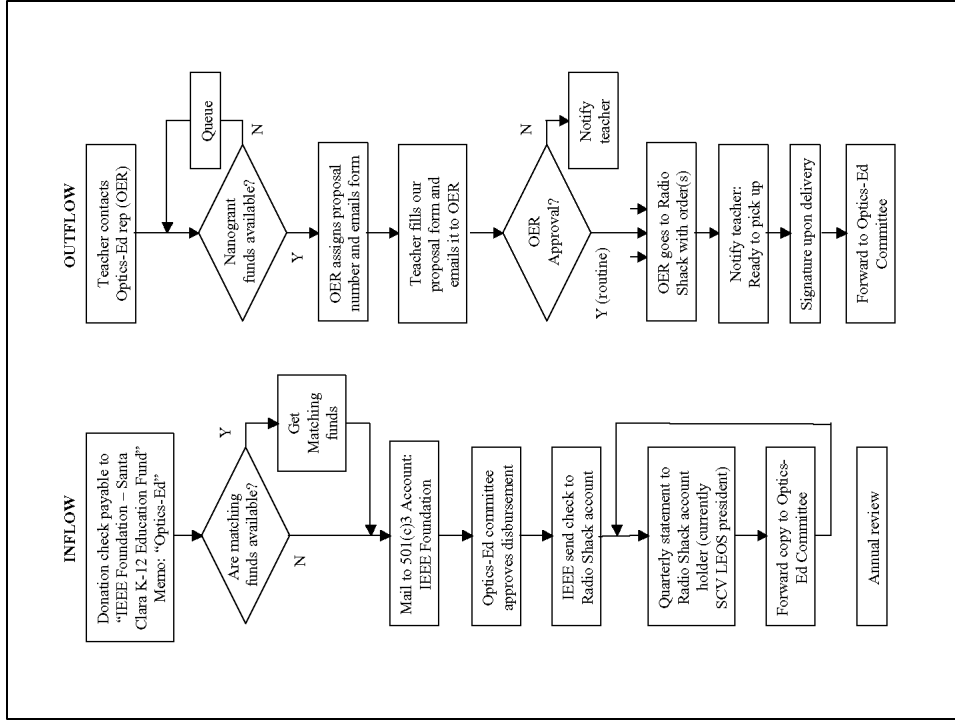 INFLOW
Donation check payable to
“IEEE Foundation – Santa
Clara K-12 Education Fund”
Memo: “Optics-Ed”
Are matching
funds available?
Y
N
Get
Matching
funds
Mail to 501(c)3 Account:
IEEE Foundation
Optics-Ed committee
approves disbursement
IEEE send check to
Radio Shack account
Quarterly statement to
Radio Shack account
holder (currently
SCV LEOS president)
Forward copy to Optics-
Ed Committee
Annual review
OUTFLOW
Teacher contacts
Optics-Ed rep (OER)
Queue
Nanogrant
funds available?
N
Y
OER assigns proposal
number and emails form
Teacher fills our
proposal form and
emails it to OER
OER
Approval?
N
Notify
teacher
Y (routine)
OER goes to Radio
Shack with order(s)
Notify teacher:
Ready to pick up
Signature upon delivery
Forward to Optics-Ed
Committee